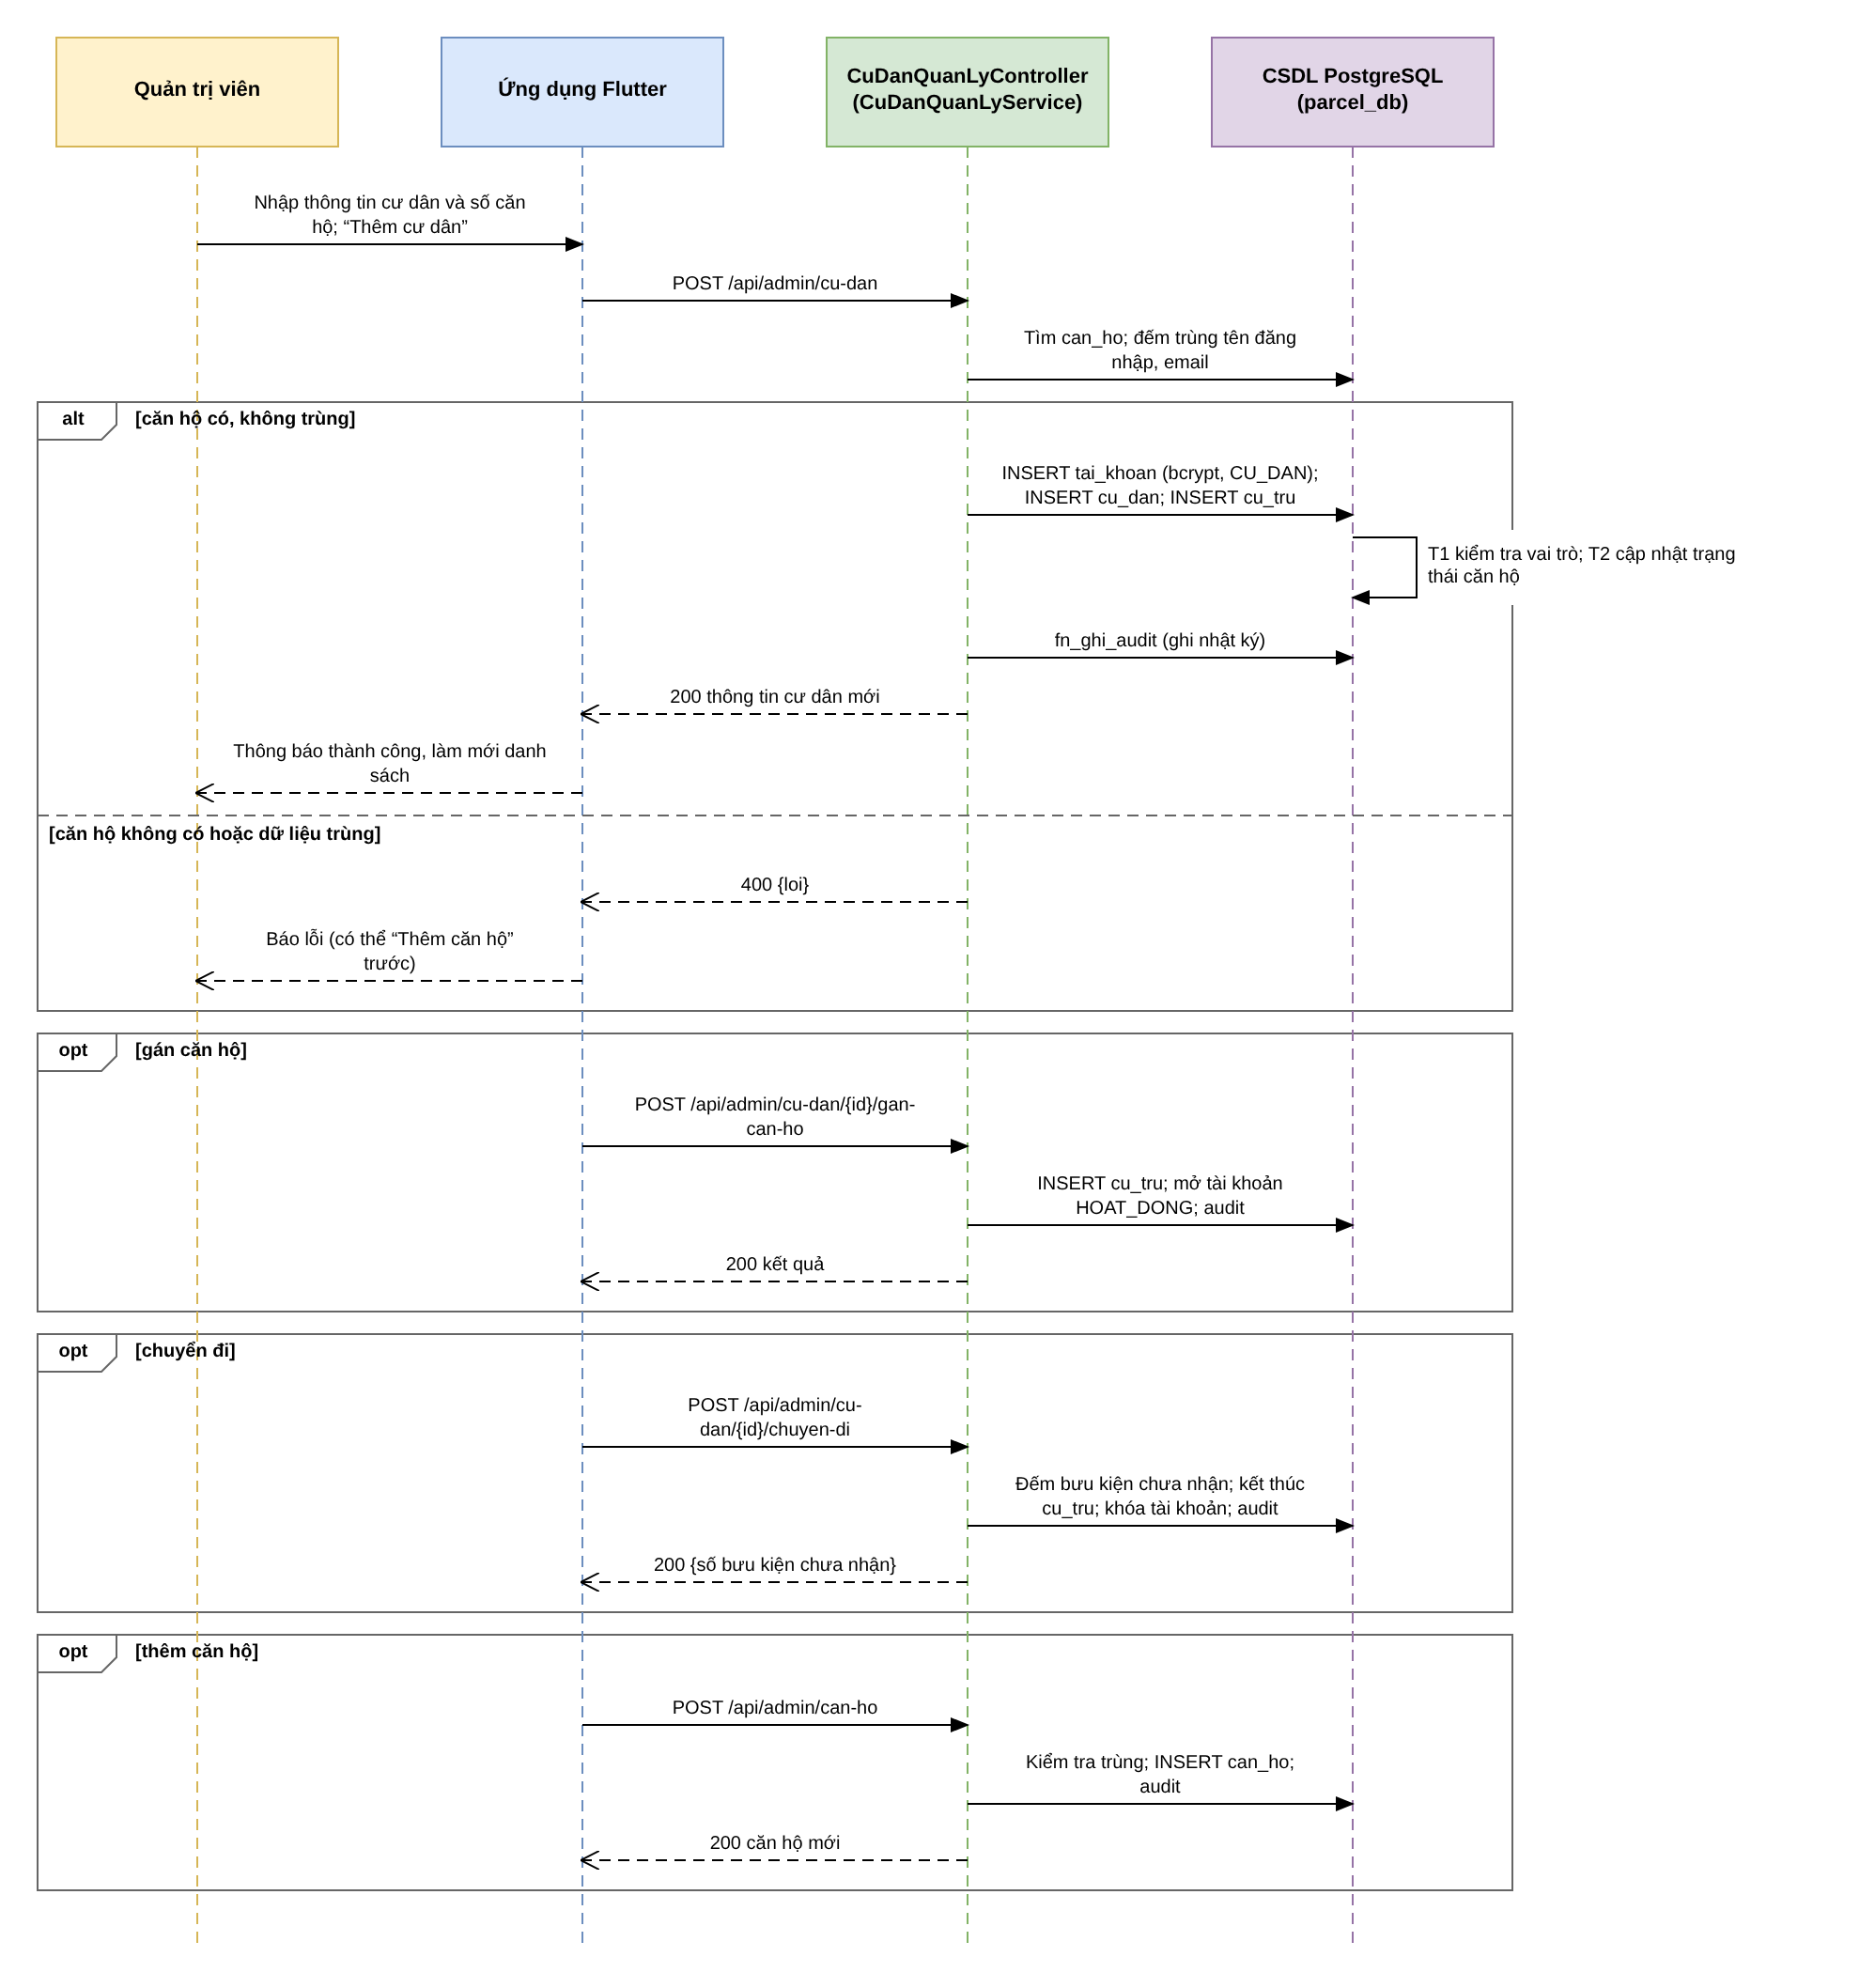 Quản trị viên
Ứng dụng Flutter
CuDanQuanLyController
(CuDanQuanLyService)
CSDL PostgreSQL
(parcel_db)
Nhập thông tin cư dân và số căn
hộ; “Thêm cư dân”
POST /api/admin/cu-dan
Tìm can_ho; đếm trùng tên đăng
nhập, email
alt
[căn hộ có, không trùng]
INSERT tai_khoan (bcrypt, CU_DAN);
INSERT cu_dan; INSERT cu_tru
T1 kiểm tra vai trò; T2 cập nhật trạng
thái căn hộ
fn_ghi_audit (ghi nhật ký)
200 thông tin cư dân mới
Thông báo thành công, làm mới danh
sách
[căn hộ không có hoặc dữ liệu trùng]
400 {loi}
Báo lỗi (có thể “Thêm căn hộ”
trước)
opt
[gán căn hộ]
POST /api/admin/cu-dan/{id}/gan-
can-ho
INSERT cu_tru; mở tài khoản
HOAT_DONG; audit
200 kết quả
opt
[chuyển đi]
POST /api/admin/cu-
dan/{id}/chuyen-di
Đếm bưu kiện chưa nhận; kết thúc
cu_tru; khóa tài khoản; audit
200 {số bưu kiện chưa nhận}
opt
[thêm căn hộ]
POST /api/admin/can-ho
Kiểm tra trùng; INSERT can_ho;
audit
200 căn hộ mới